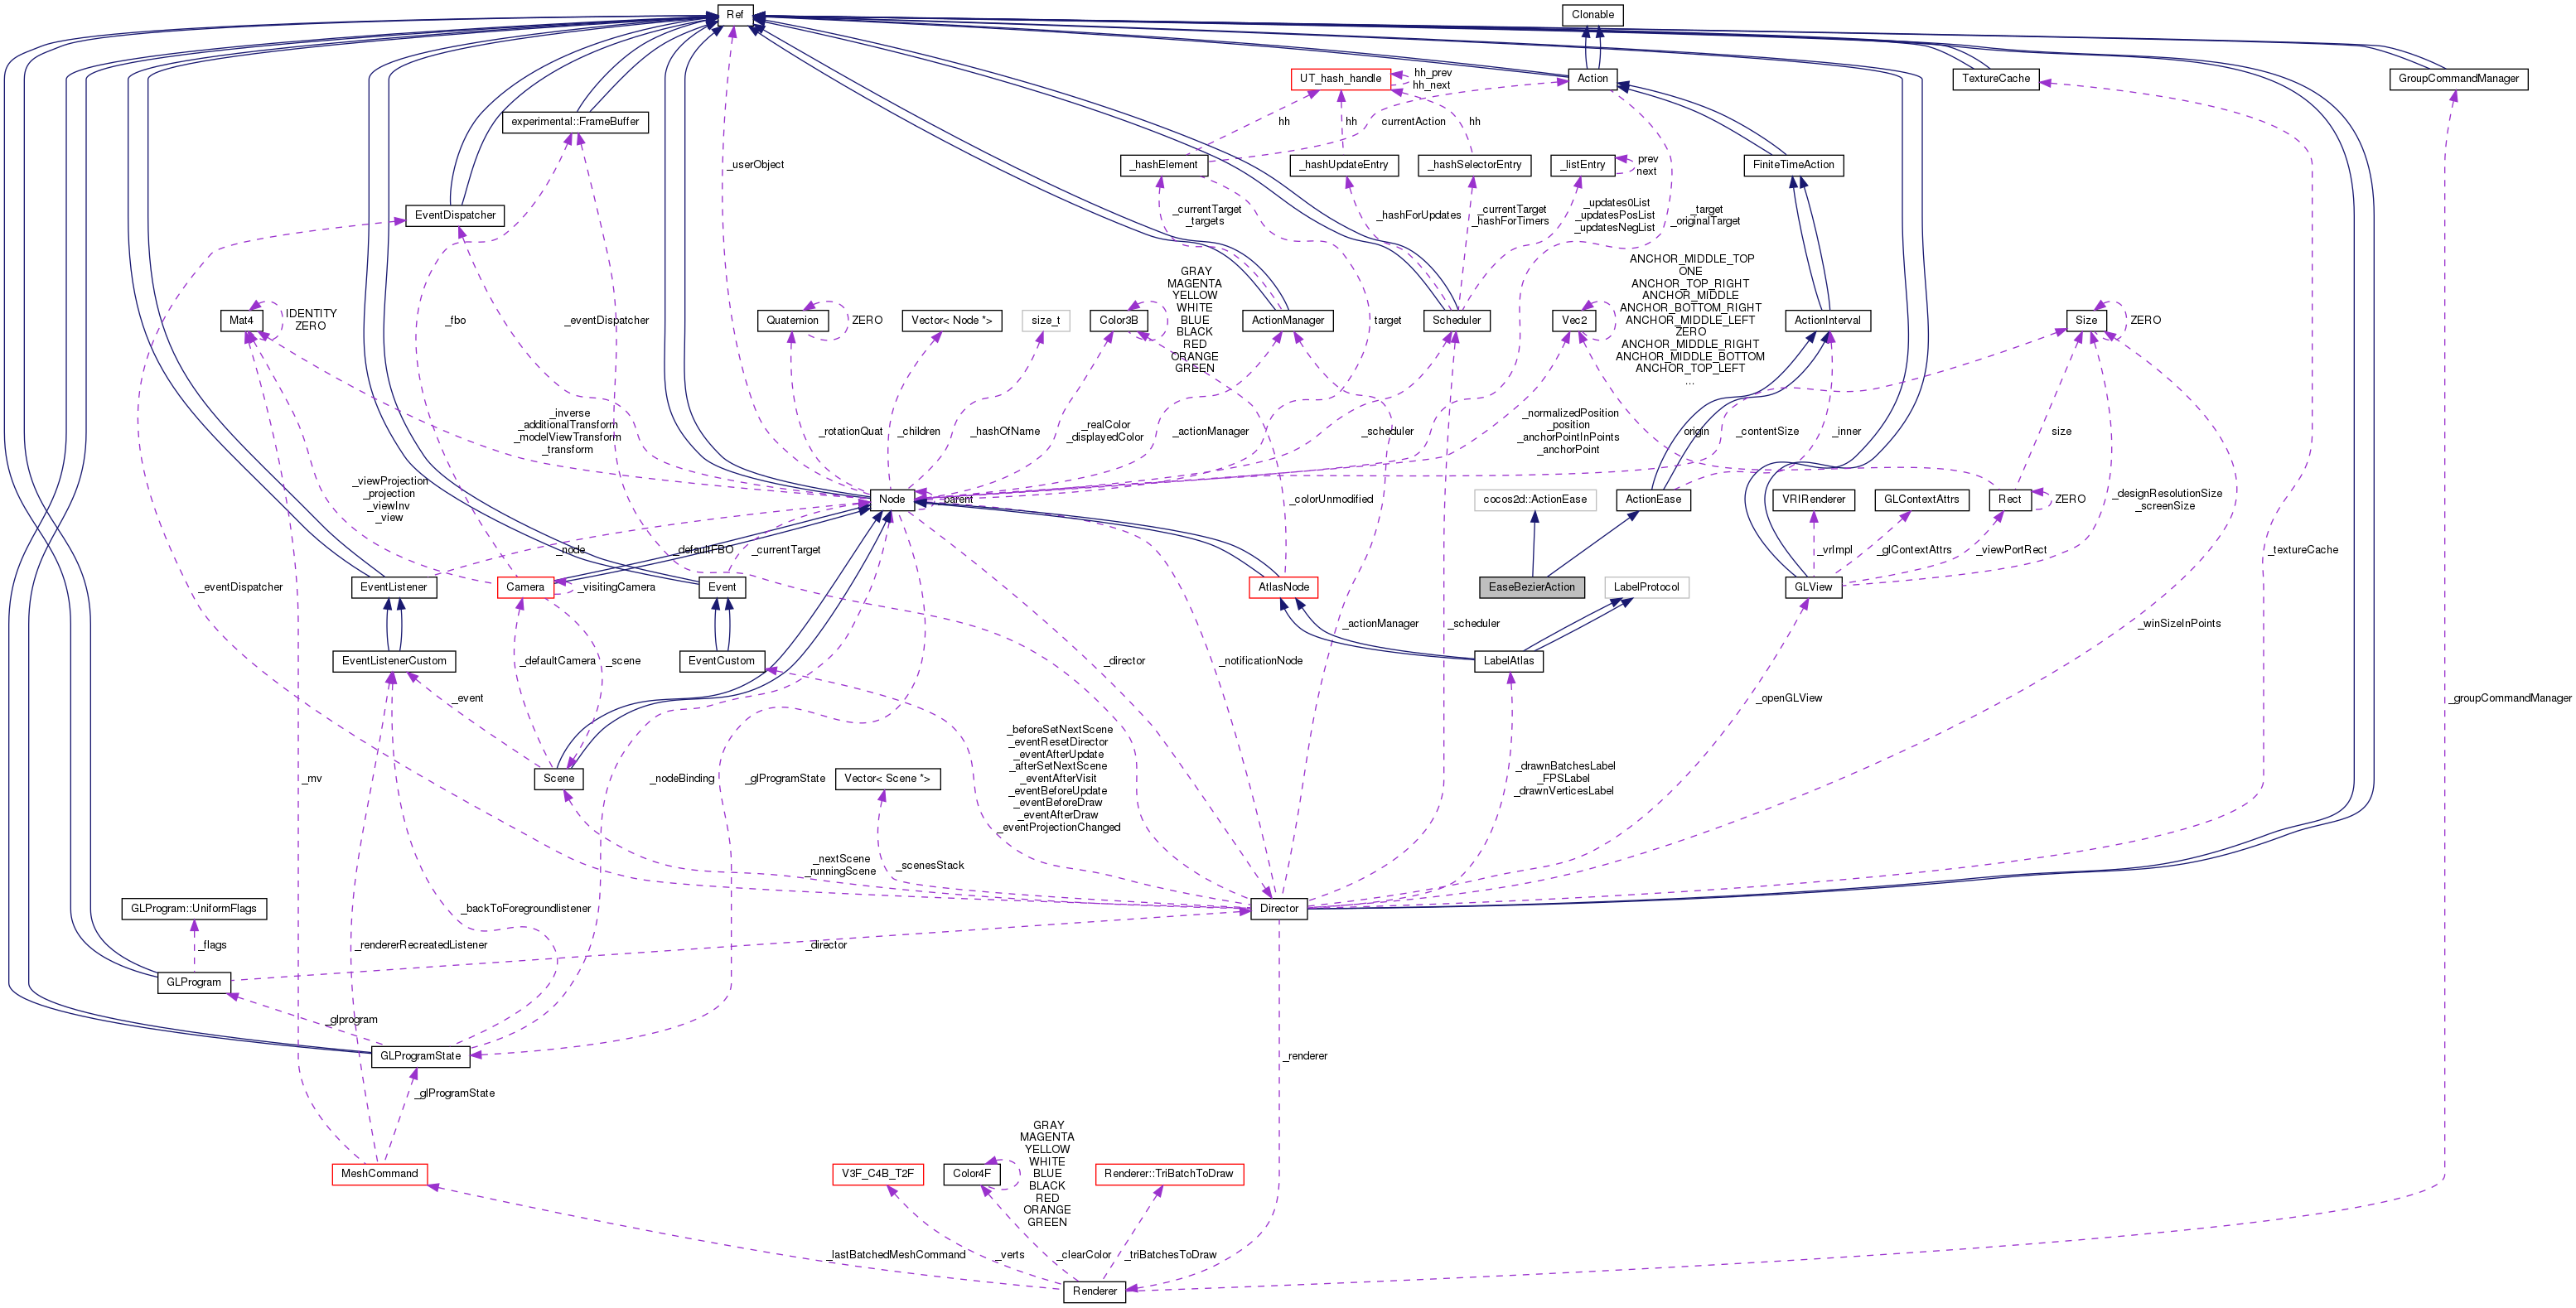 Ref
Clonable
UT_hash_handle
hh_prev
hh_next
Action
TextureCache
GroupCommandManager
experimental::FrameBuffer
hh
currentAction
hh
hh
_userObject
_hashElement
_hashUpdateEntry
_hashSelectorEntry
_listEntry
prev
next
FiniteTimeAction
EventDispatcher
_currentTarget
_targets
_hashForUpdates
_currentTarget
_hashForTimers
_updates0List
_updatesPosList
_updatesNegList
_target
_originalTarget
Mat4
IDENTITY
ZERO
_fbo
_eventDispatcher
Quaternion
ZERO
Vector< Node *>
size_t
Color3B
GRAY
MAGENTA
YELLOW
WHITE
BLUE
BLACK
RED
ORANGE
GREEN
ActionManager
target
Scheduler
Vec2
ANCHOR_MIDDLE_TOP
ONE
ANCHOR_TOP_RIGHT
ANCHOR_MIDDLE
ANCHOR_BOTTOM_RIGHT
ANCHOR_MIDDLE_LEFT
ZERO
ANCHOR_MIDDLE_RIGHT
ANCHOR_MIDDLE_BOTTOM
ANCHOR_TOP_LEFT
...
ActionInterval
Size
ZERO
_inverse
_additionalTransform
_modelViewTransform
_transform
_rotationQuat
_children
_hashOfName
_realColor
_displayedColor
_actionManager
_scheduler
_normalizedPosition
_position
_anchorPointInPoints
_anchorPoint
origin
_contentSize
_inner
size
_viewProjection
_projection
_viewInv
_view
Node
_parent
_colorUnmodified
cocos2d::ActionEase
ActionEase
VRIRenderer
GLContextAttrs
Rect
ZERO
_designResolutionSize
_screenSize
_node
_defaultFBO
_currentTarget
_vrImpl
_glContextAttrs
_viewPortRect
_textureCache
_eventDispatcher
EventListener
Camera
_visitingCamera
Event
AtlasNode
EaseBezierAction
LabelProtocol
GLView
_actionManager
_scheduler
_winSizeInPoints
EventListenerCustom
_defaultCamera
_scene
EventCustom
_director
_notificationNode
LabelAtlas
_event
_openGLView
_groupCommandManager
_mv
Scene
_nodeBinding
_glProgramState
Vector< Scene *>
_beforeSetNextScene
_eventResetDirector
_eventAfterUpdate
_afterSetNextScene
_eventAfterVisit
_eventBeforeUpdate
_eventBeforeDraw
_eventAfterDraw
_eventProjectionChanged
_drawnBatchesLabel
_FPSLabel
_drawnVerticesLabel
_nextScene
_runningScene
_scenesStack
GLProgram::UniformFlags
_backToForegroundlistener
Director
_flags
_rendererRecreatedListener
_director
GLProgram
_glprogram
GLProgramState
_renderer
_glProgramState
MeshCommand
V3F_C4B_T2F
Color4F
GRAY
MAGENTA
YELLOW
WHITE
BLUE
BLACK
RED
ORANGE
GREEN
Renderer::TriBatchToDraw
_lastBatchedMeshCommand
_verts
_clearColor
_triBatchesToDraw
Renderer